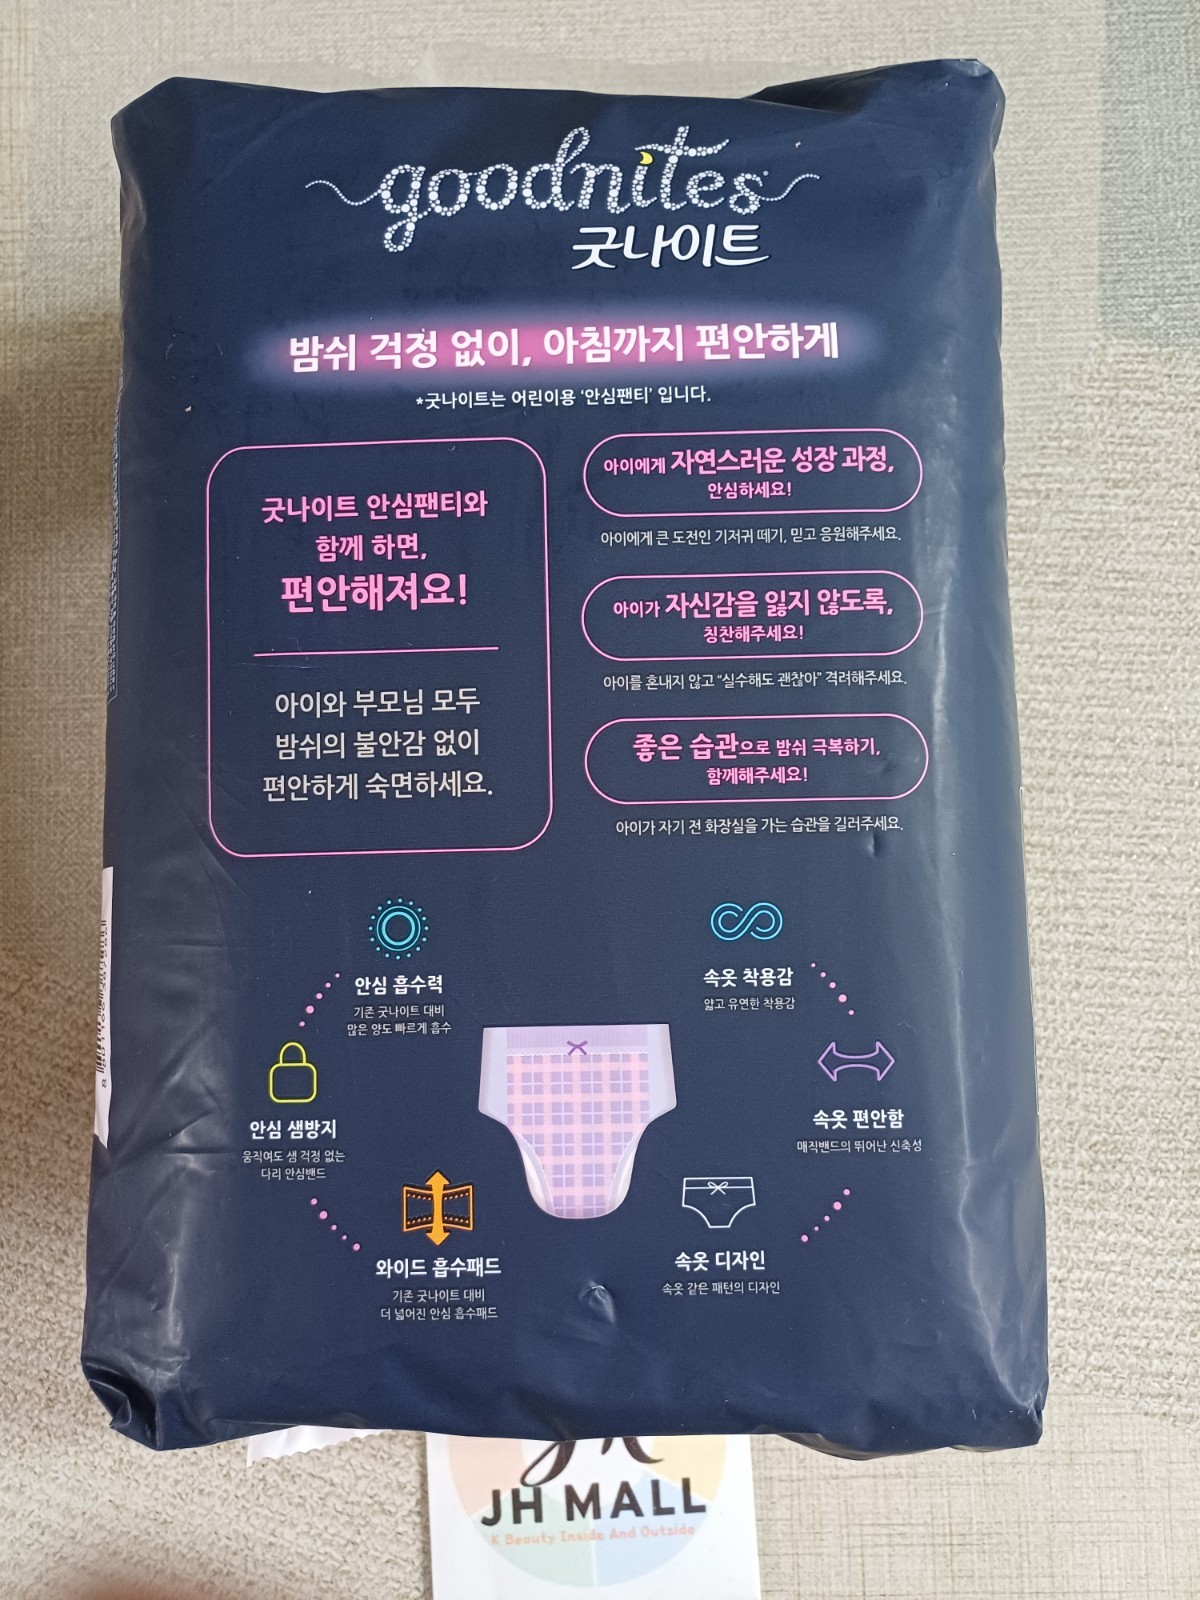 goodnites
굿나이트
밤쉬 걱정 없이, 아침까지 편안하게
*굿나이트는 어린이용 '안심팬티' 입니다.
굿나이트 안심팬티와
함께 하면,
편안해져요!
아이와 부모님 모두
밤쉬의 불안감 없이
편안하게 숙면하세요.
아이에게 자연스러운 성장 과정,
안심하세요!
아이에게 큰 도전인 기저귀 떼기, 믿고 응원해주세요.
아이가 자신감을 잃지 않도록,
칭찬해주세요!
아이를 혼내지 않고 "실수해도 괜찮아" 격려해주세요.
좋은 습관으로 밤쉬 극복하기,
함께해주세요!
아이가 자기 전 화장실을 가는 습관을 길러주세요.
안심 흡수력
기존 굿나이트 대비
많은 양도 빠르게 흡수
속옷 착용감
얇고 유연한 착용감
안심 샘방지
움직여도 샘 걱정 없는
다리 안심밴드
속옷 편안함
매직밴드의 뛰어난 신축성
와이드 흡수패드
기존 굿나이트 대비
더 넓어진 안심 흡수패드
속옷 디자인
속옷 같은 패턴의 디자인
JH MALL
K Beauty Inside And Outside